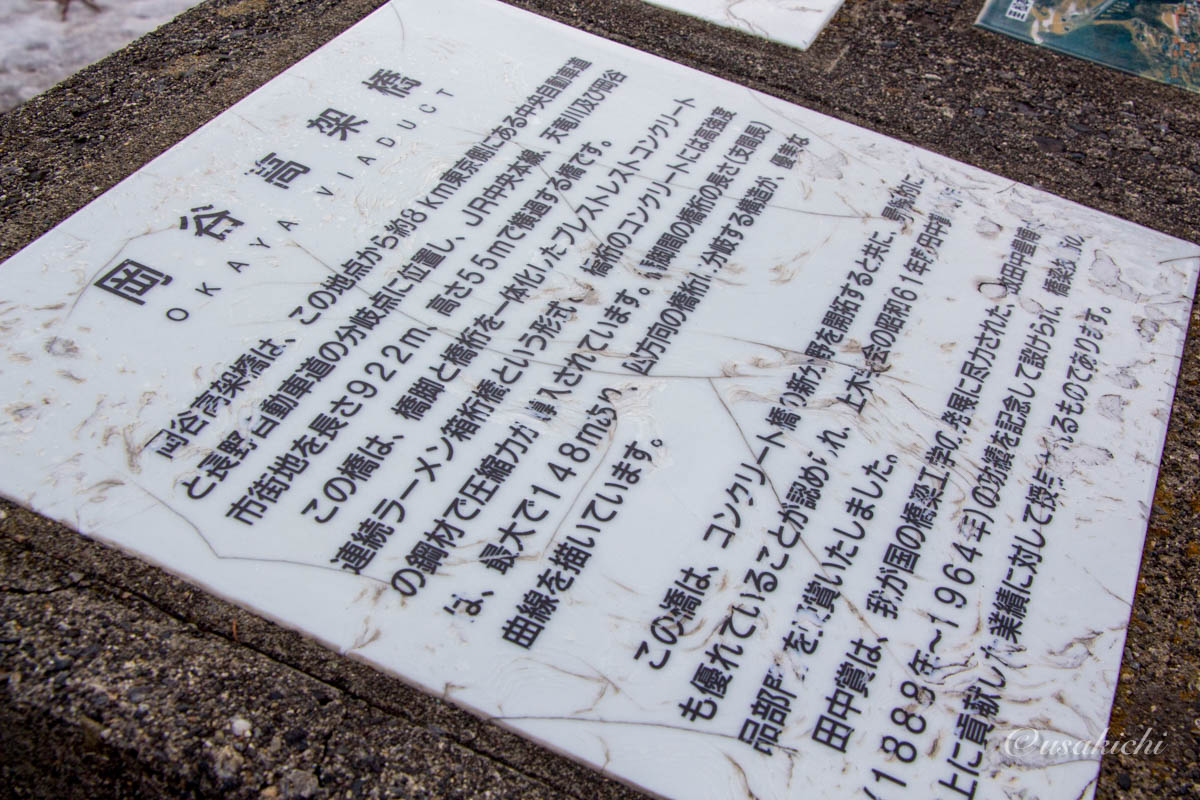 岡谷高架橋
OKAYA VIADUCT
岡谷高架橋は、この地点から約8km東京側にある中央自動車道
と長野自動車道の分岐点に位置し、JR中央本線、天竜川及び岡谷
市街地を長さ922m、高さ55mで横過する橋です。
この橋は、橋脚と橋桁を一体化したプレストレストコンクリート
連続ラーメン箱桁橋という形式で、橋桁のコンクリートには高強度
の鋼材で圧縮力が導入されています。橋脚間の橋桁の長さ(支間長)
は、最大で148mあり、2方向の橋桁に分岐する構造が、優美な
曲線を描いています。
この橋は、コンクリート橋の新分野を開拓すると共に、景観的に
も優れていることが認められ、土木学会の昭和61年度田中賞
品部門を受賞いたしました。
田中賞は、我が国の橋梁工学の発展に尽力された、故田中豊博
(1888年~1964年)の功績を記念して設けられ、橋梁
上に貢献した業績に対して授与されるものであります。
@usakichi